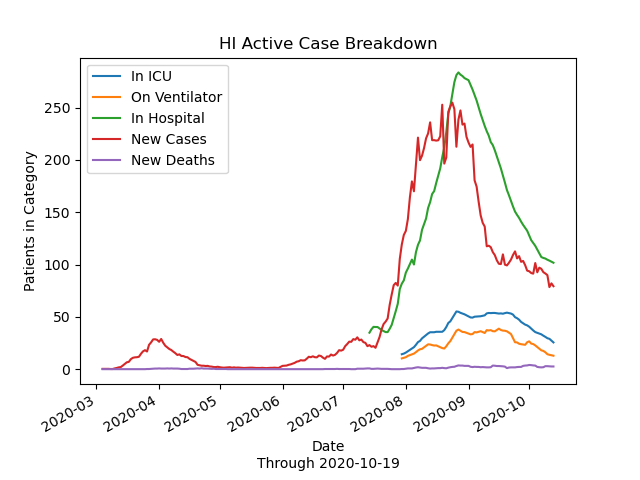 HI Active Case Breakdown
In ICU
On Ventilator
In Hospital
New Cases
New Deaths
Patients in Category
250
200
150
100
50
0
2020-03
2020-04
2020-05
2020-06
2020-07
2020-08
2020-09
2020-10
Date
Through 2020-10-19